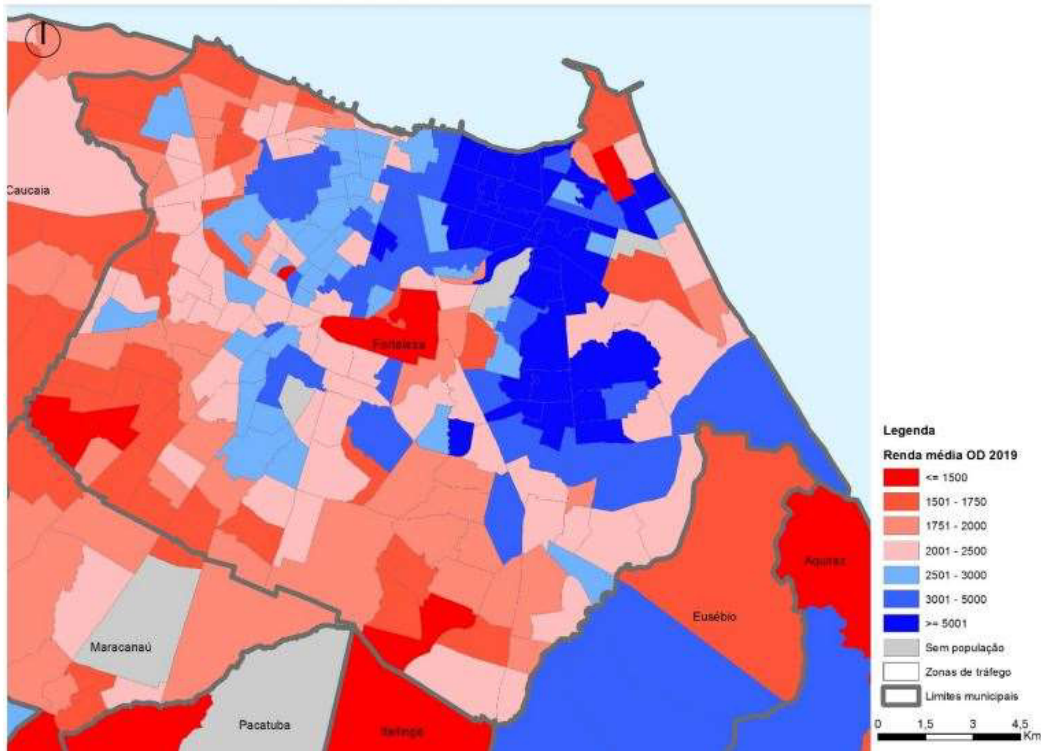 Caucaia
Fortaleza
Maracanaú
Pacatuba
Itaitinga
Eusébio
Aquiraz
Legenda
Renda média OD 2019
<= 1500
1501 - 1750
1751 - 2000
2001 - 2500
2501 - 3000
3001 - 5000
>= 5001
Sem população
Zonas de tráfego
Limites municipais
0 1,5 3 4,5
Km